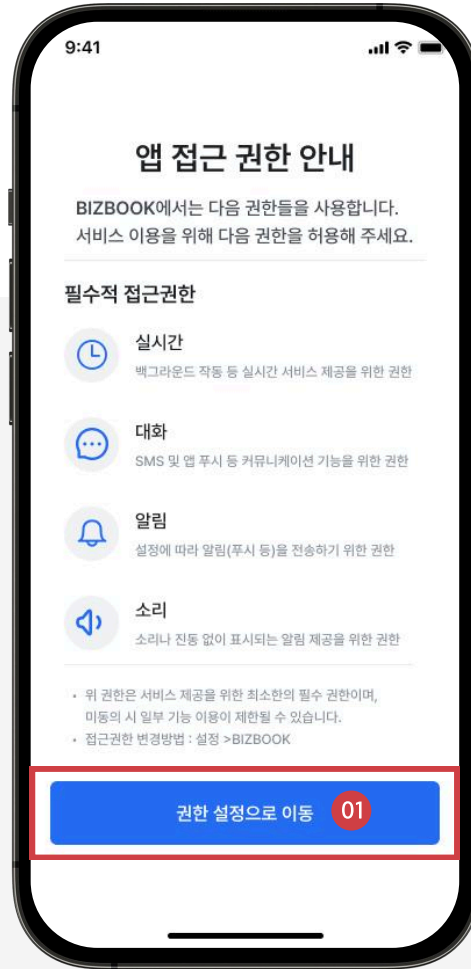 9:41
앱 접근 권한 안내
BIZBOOK에서는 다음 권한들을 사용합니다.
서비스 이용을 위해 다음 권한을 허용해 주세요.
필수적 접근권한
실시간
백그라운드 작동 등 실시간 서비스 제공을 위한 권한
대화
SMS 및 앱 푸시 등 커뮤니케이션 기능을 위한 권한
알림
설정에 따라 알림(푸시 등)을 전송하기 위한 권한
소리
소리나 진동 없이 표시되는 알림 제공을 위한 권한
• 위 권한은 서비스 제공을 위한 최소한의 필수 권한이며,
미동의 시 일부 기능 이용이 제한될 수 있습니다.
• 접근권한 변경방법 : 설정 >BIZBOOK
권한 설정으로 이동 01